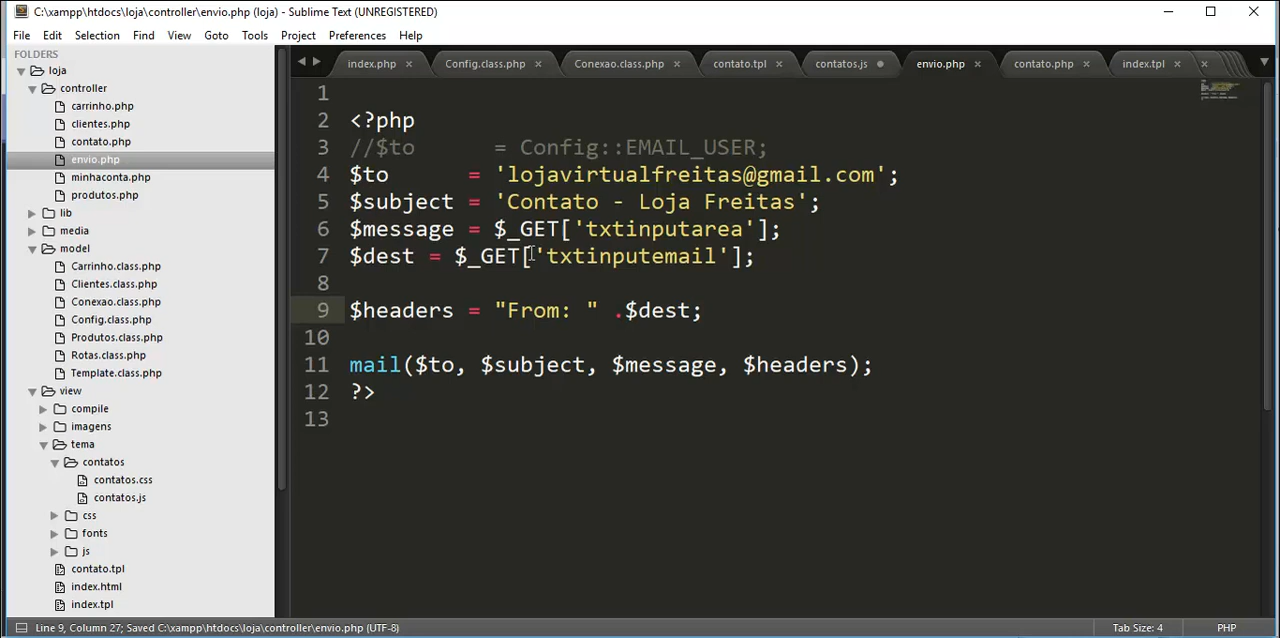 C:\xampp\htdocs\loja\controller\envio.php (loja) - Sublime Text (UNREGISTERED)
File Edit Selection Find View Goto Tools Project Preferences Help
FOLDERS
loja
controller
carrinho.php
clientes.php
contato.php
envio.php
minhaconta.php
produtos.php
lib
media
model
Carrinho.class.php
Clientes.class.php
Conexao.class.php
Config.class.php
Produtos.class.php
Rotas.class.php
Template.class.php
view
compile
imagens
tema
contatos
contatos.css
contatos.js
css
fonts
js
contato.tpl
index.html
index.tpl
index.php Config.class.php Conexao.class.php contato.tpl contatos.js envio.php contato.php index.tpl
1
2 <?php
3 //$to      = Config::EMAIL_USER;
4 $to      = 'lojavirtualfreitas@gmail.com';
5 $subject = 'Contato - Loja Freitas';
6 $message = $_GET['txtinputarea'];
7 $dest = $_GET['txtinputemail'];
8
9 $headers = "From: " .$dest;
10
11 mail($to, $subject, $message, $headers);
12 ?>
13
Line 9, Column 27; Saved C:\xampp\htdocs\loja\controller\envio.php (UTF-8) Tab Size: 4 PHP